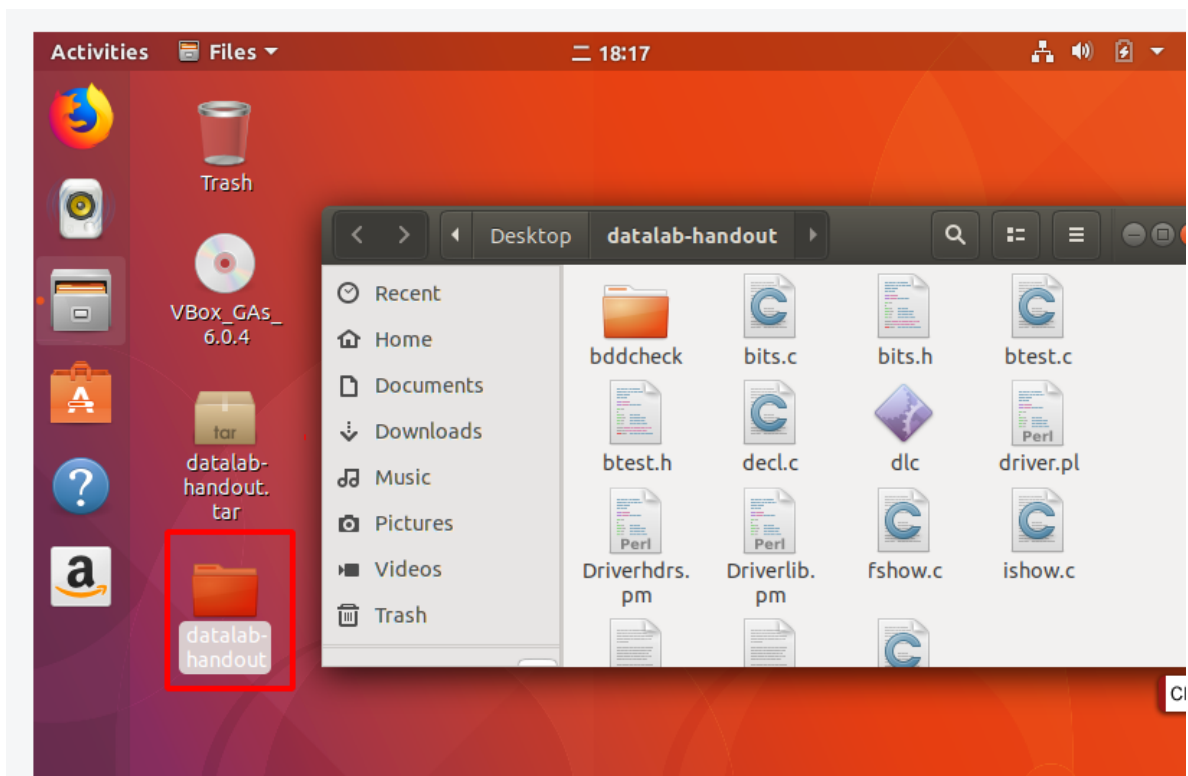 Activities Files 二 18:17
Trash
VBox_GAs_
6.0.4
tar
datalab-
handout.
tar
datalab-
handout
Desktop datalab-handout
Recent
Home
Documents
Downloads
Music
Pictures
Videos
Trash
bddcheck bits.c bits.h btest.c
Perl
btest.h decl.c dlc driver.pl
Perl Perl
Driverhdrs. Driverlib. fshow.c ishow.c
pm pm